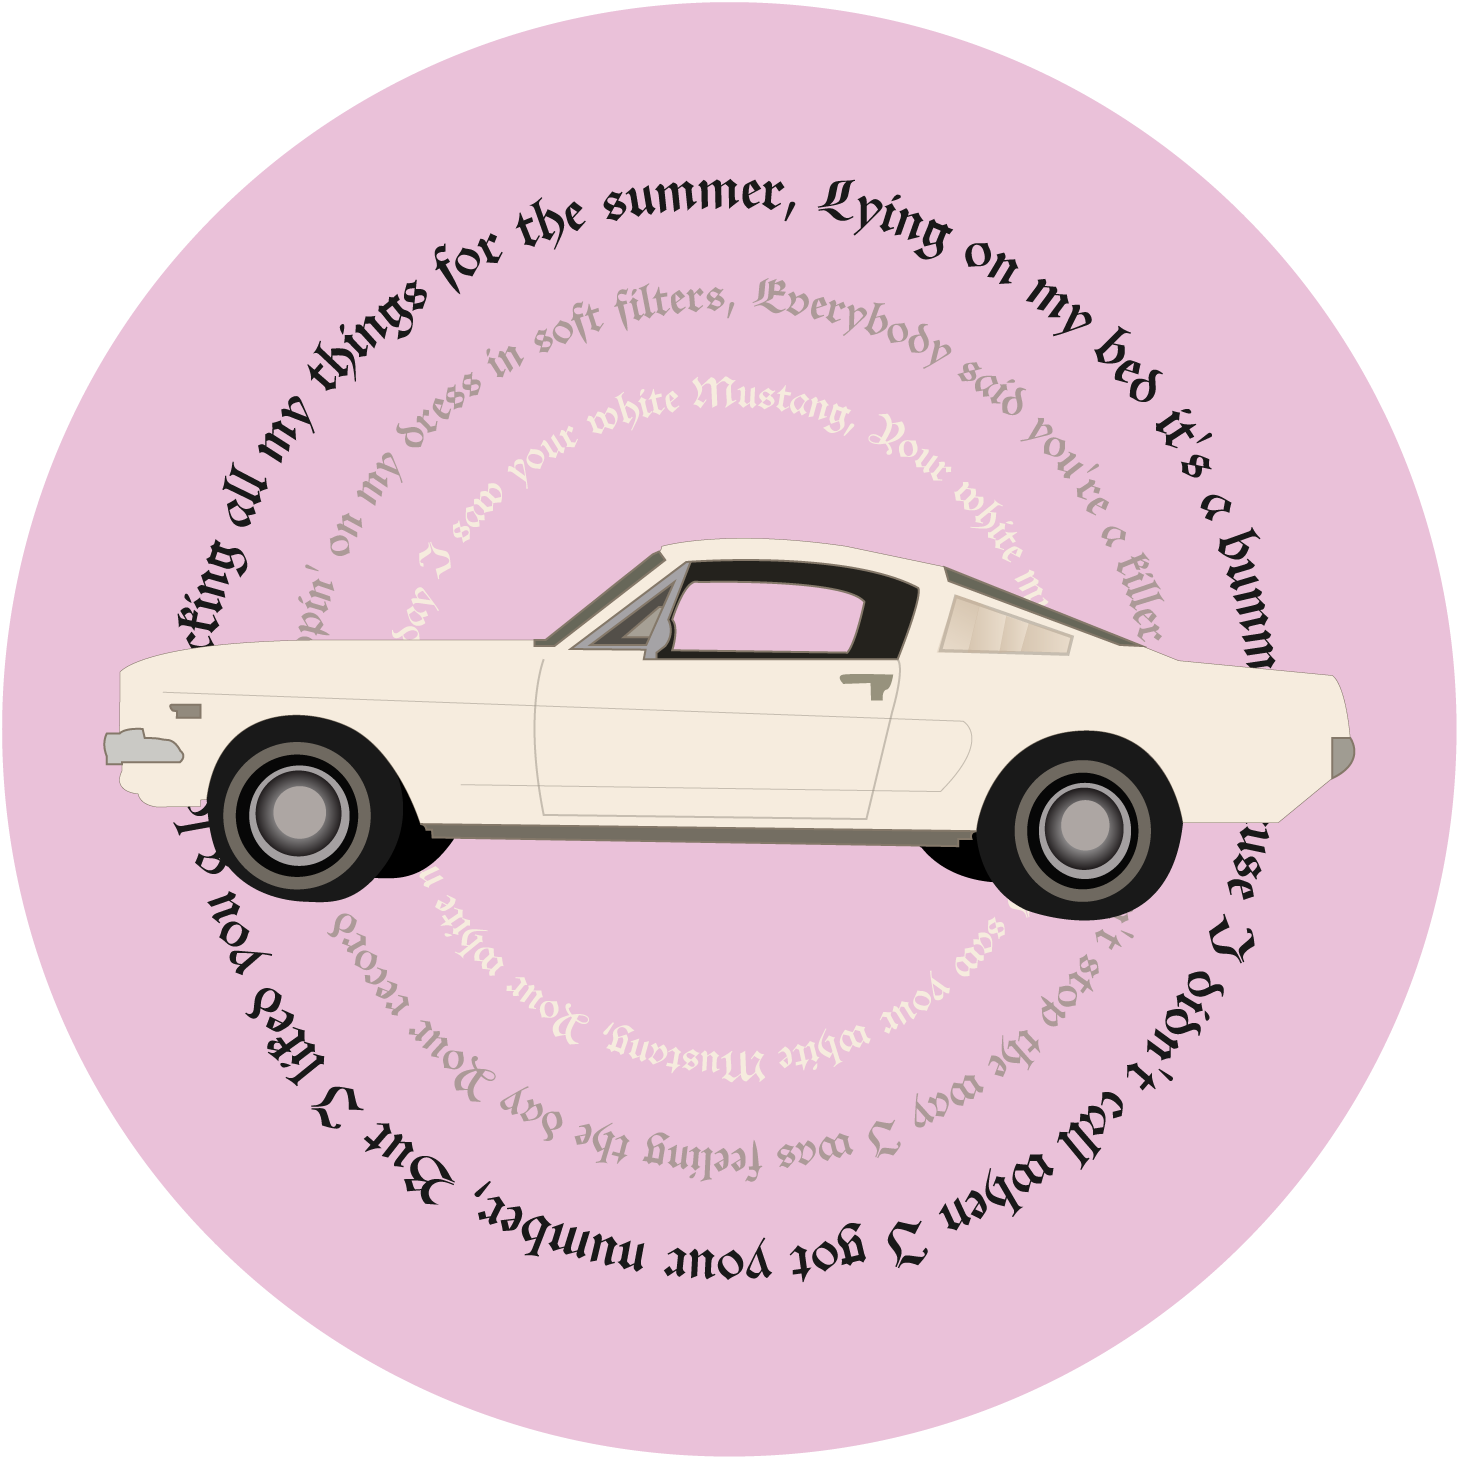 cking all my things for the summer, Lying on my bed it's a bumm
use I didn't call when I got your number, But I liked you
ppin' on my dress in soft filters, Everybody said you're a killer
't stop the way I was feeling the day Your record
day I saw your white Mustang, Your white mu
saw your white Mustang, Your white m